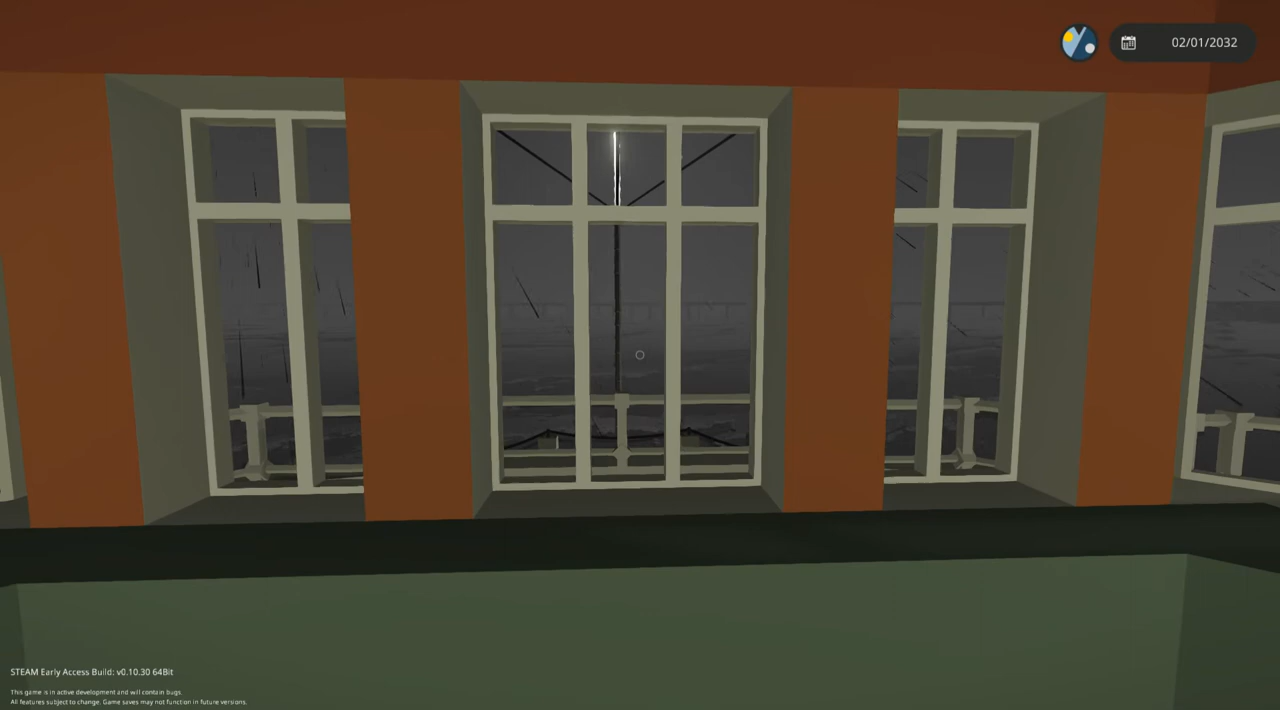 02/01/2032
STEAM Early Access Build: v0.10.30 64Bit
This game is in active development and will contain bugs
All features subject to change. Game saves may not function in future versions.